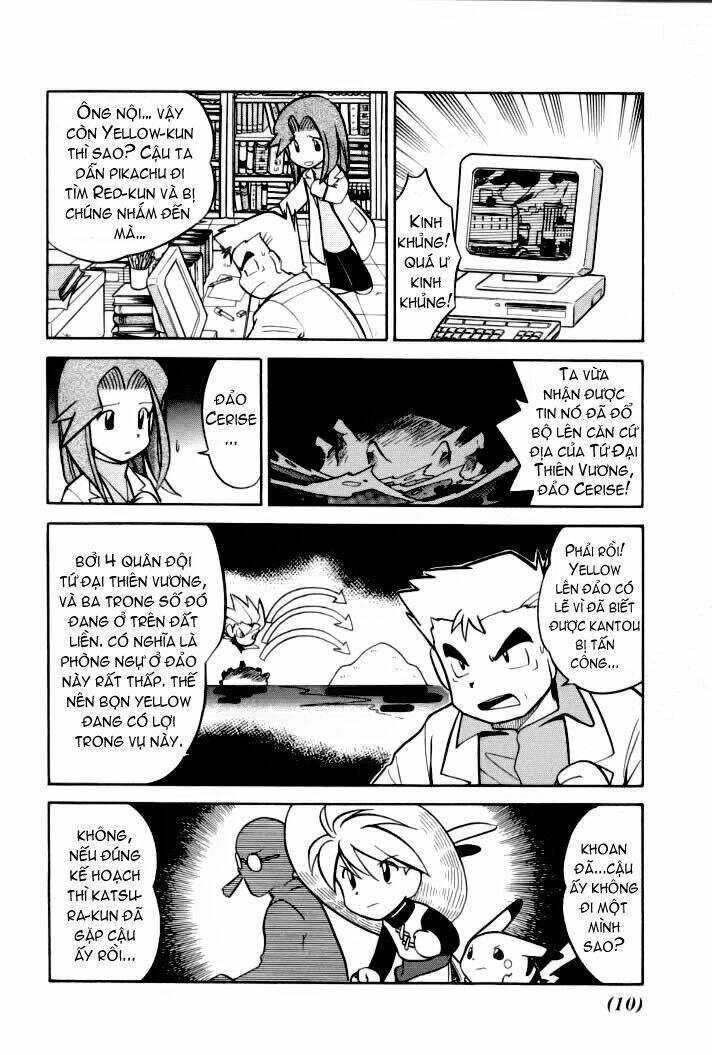 KINH
KHỦNG!
QUÁ Ư
KINH
KHỦNG!
ÔNG NỘI... VẬY
CÒN YELLOW-KUN
THÌ SAO? CẬU TA
DẪN PIKACHU ĐI
TÌM RED-KUN VÀ BỊ
CHÚNG NHẮM ĐẾN
MÀ...
TA VỪA
NHẬN ĐƯỢC
TIN NÓ ĐÃ ĐỔ
BỘ LÊN CĂN CỨ
ĐỊA CỦA TỨ ĐẠI
THIÊN VƯƠNG,
ĐẢO CERISE!
ĐẢO
CERISE
...
PHẢI RỒI!
YELLOW
LÊN ĐẢO CÓ
LẼ VÌ ĐÃ BIẾT
ĐƯỢC KANTOU
BỊ TẤN
CÔNG...
BỞI 4 QUÂN ĐỘI
TỨ ĐẠI THIÊN VƯƠNG,
VÀ BA TRONG SỐ ĐÓ
ĐANG Ở TRÊN ĐẤT
LIỀN. CÓ NGHĨA LÀ
PHÒNG NGỰ Ở ĐẢO
NÀY RẤT THẤP. THẾ
NÊN BỌN YELLOW
ĐANG CÓ LỢI
TRONG VỤ NÀY.
KHOAN
ĐÃ...CẬU
ẤY KHÔNG
ĐI MỘT
MÌNH
SAO?
KHÔNG,
NẾU ĐÚNG
KẾ HOẠCH
THÌ KATSU-
RA-KUN ĐÃ
GẶP CẬU
ẤY RỒI...
(10)